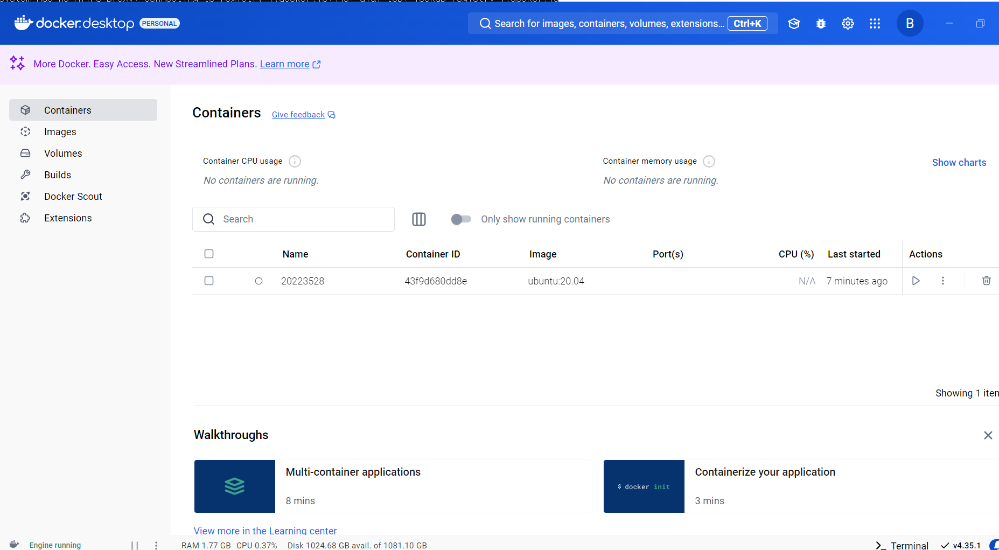 docker.desktop PERSONAL
Search for images, containers, volumes, extensions... Ctrl+K
B
More Docker. Easy Access. New Streamlined Plans. Learn more
Containers
Images
Volumes
Builds
Docker Scout
Extensions
Containers Give feedback
Container CPU usage
No containers are running.
Container memory usage
No containers are running.
Show charts
Search
Only show running containers
Name Container ID Image Port(s) CPU (%) Last started Actions
20223528 43f9d680dd8e ubuntu:20.04 N/A 7 minutes ago
Showing 1 item
Walkthroughs
Multi-container applications
8 mins
$ docker init
Containerize your application
3 mins
View more in the Learning center
Engine running RAM 1.77 GB CPU 0.37% Disk 1024.68 GB avail. of 1081.10 GB Terminal v4.35.1